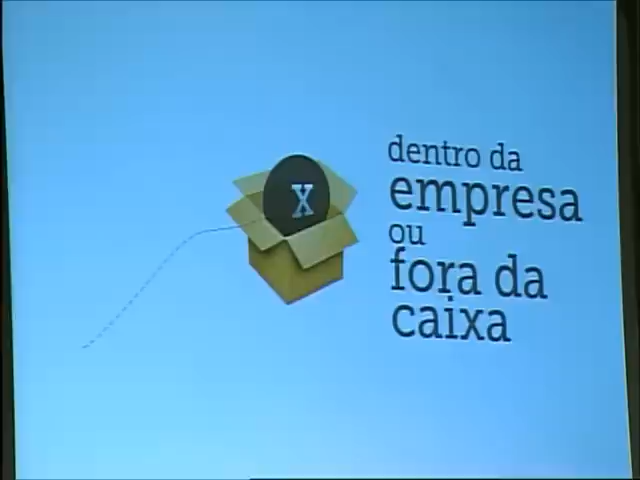 X
dentro da
empresa
ou
fora da
caixa